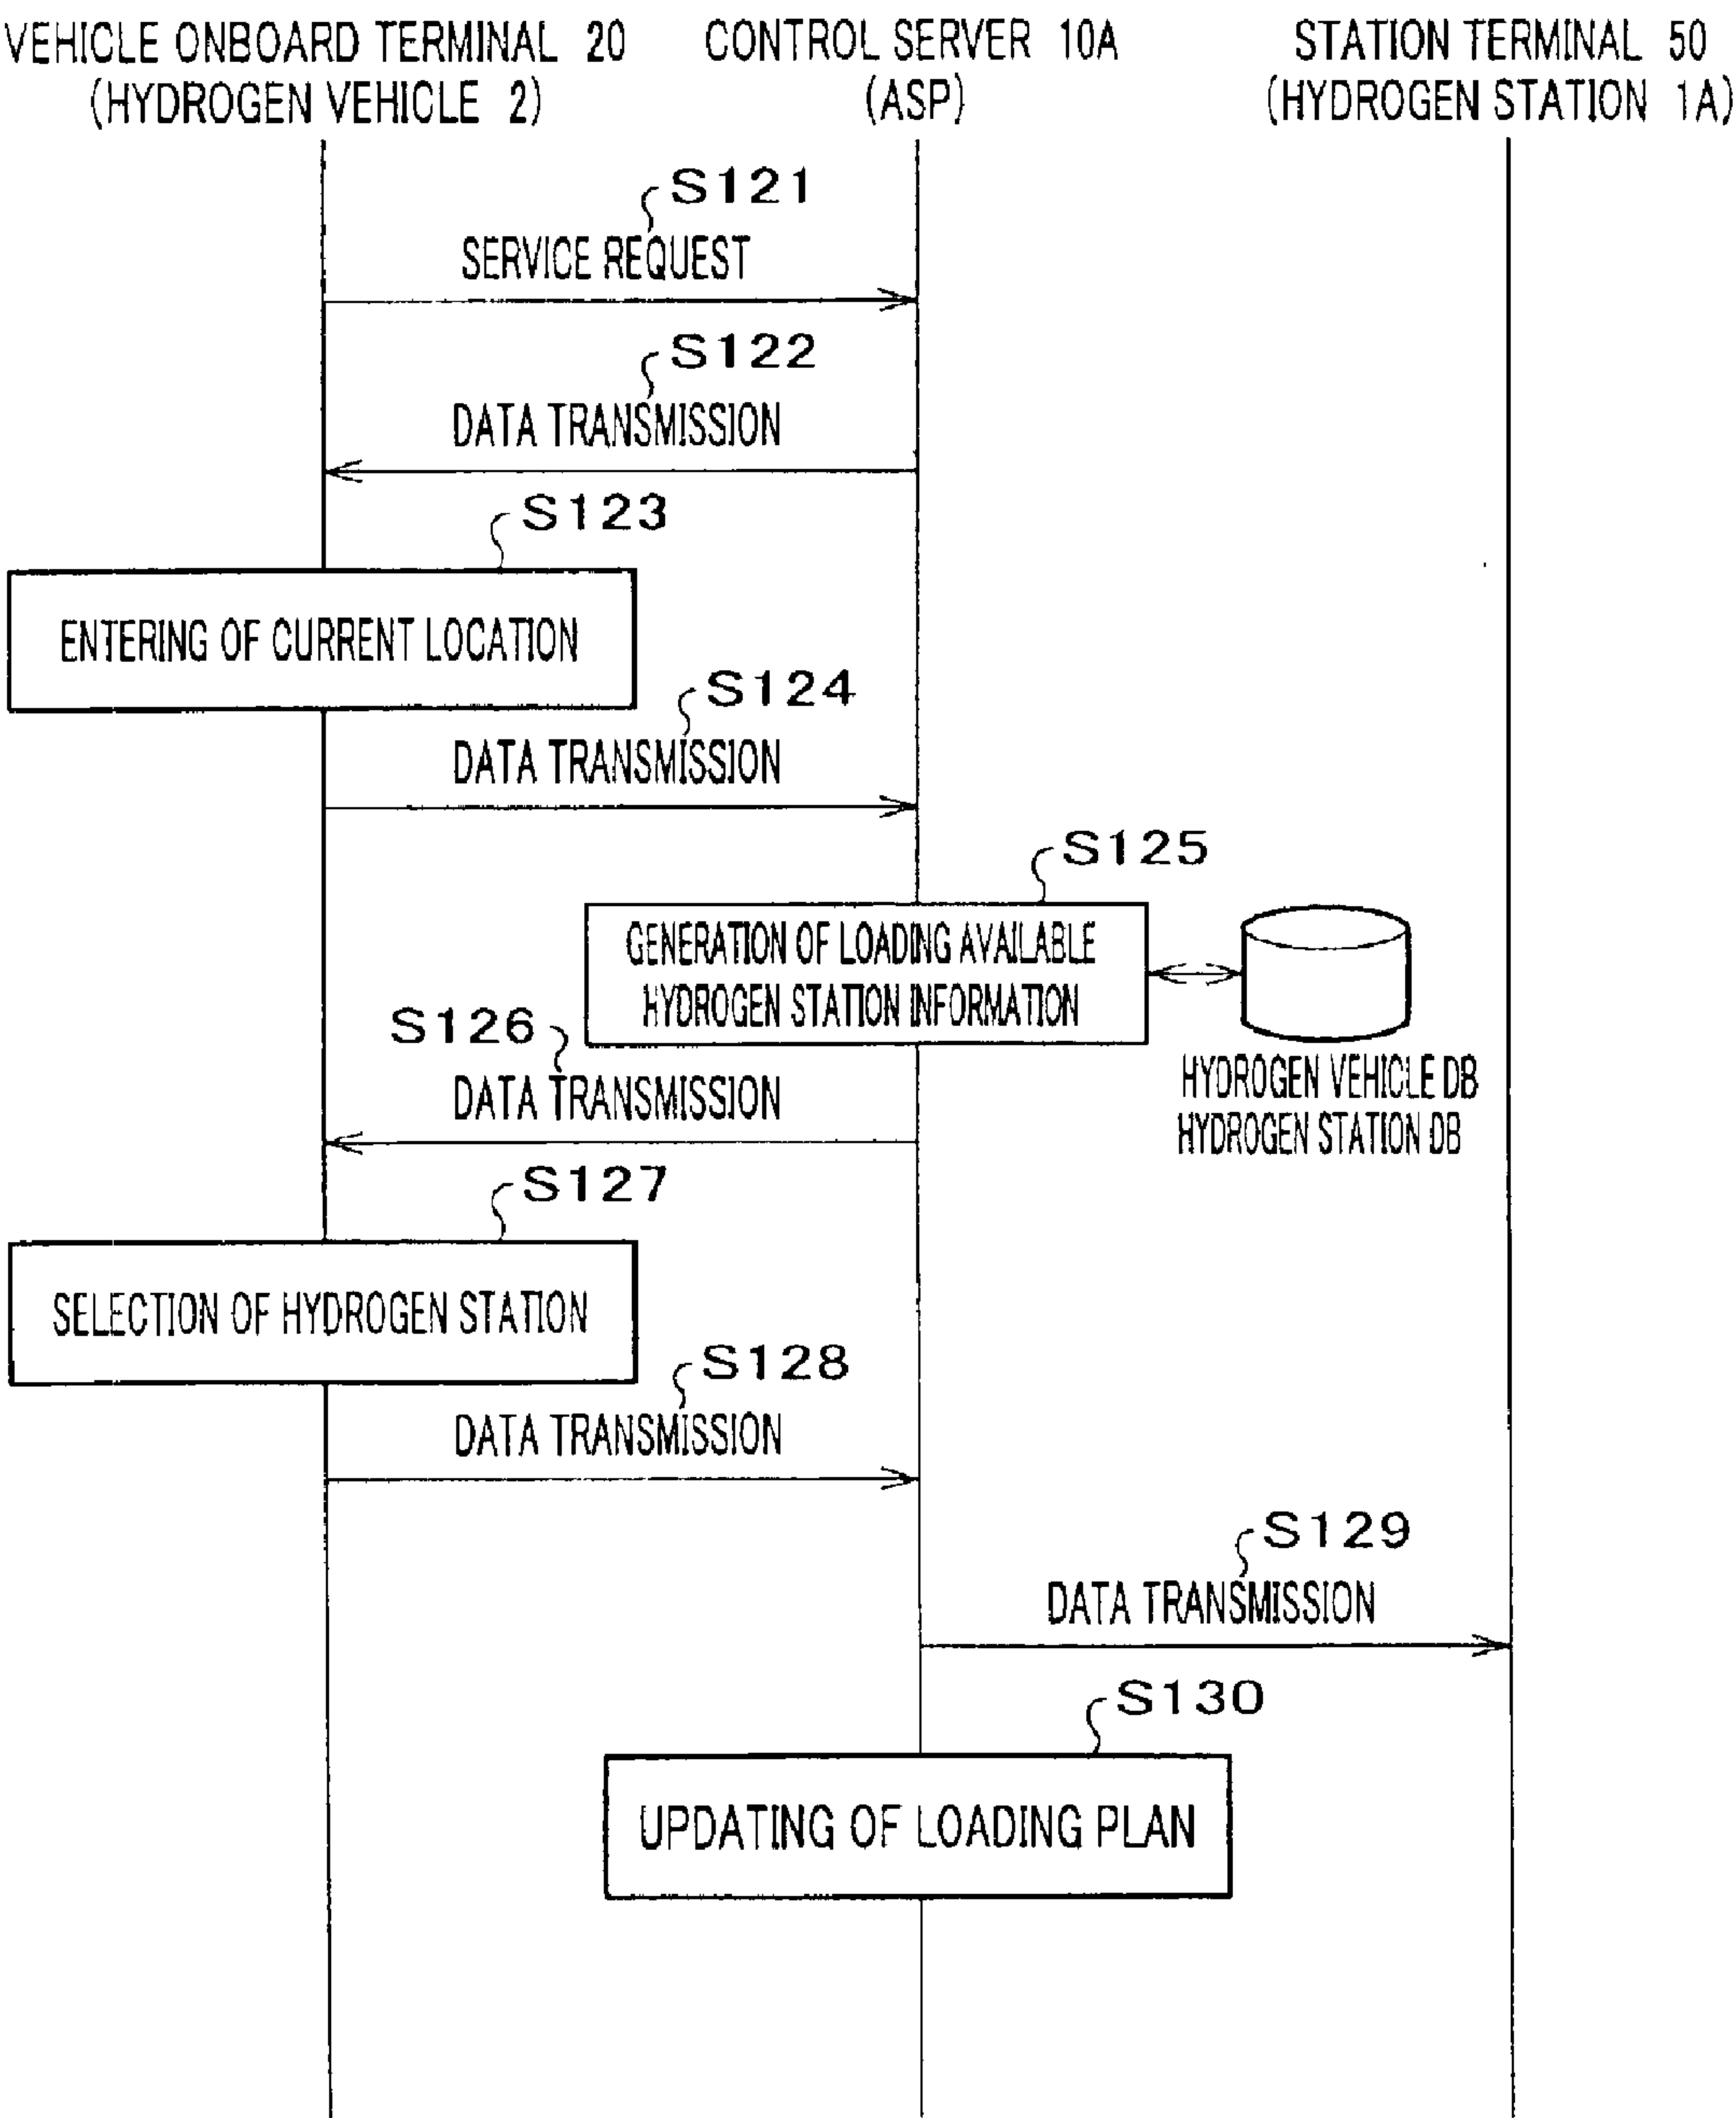 VEHICLE ONBOARD TERMINAL 20
(HYDROGEN VEHICLE 2)
CONTROL SERVER 10A
(ASP)
STATION TERMINAL 50
(HYDROGEN STATION 1A)
S121
SERVICE REQUEST
S122
DATA TRANSMISSION
S123
ENTERING OF CURRENT LOCATION
S124
DATA TRANSMISSION
S125
GENERATION OF LOADING AVAILABLE
HYDROGEN STATION INFORMATION
HYDROGEN VEHICLE DB
HYDROGEN STATION DB
S126
DATA TRANSMISSION
S127
SELECTION OF HYDROGEN STATION
S128
DATA TRANSMISSION
S129
DATA TRANSMISSION
S130
UPDATING OF LOADING PLAN